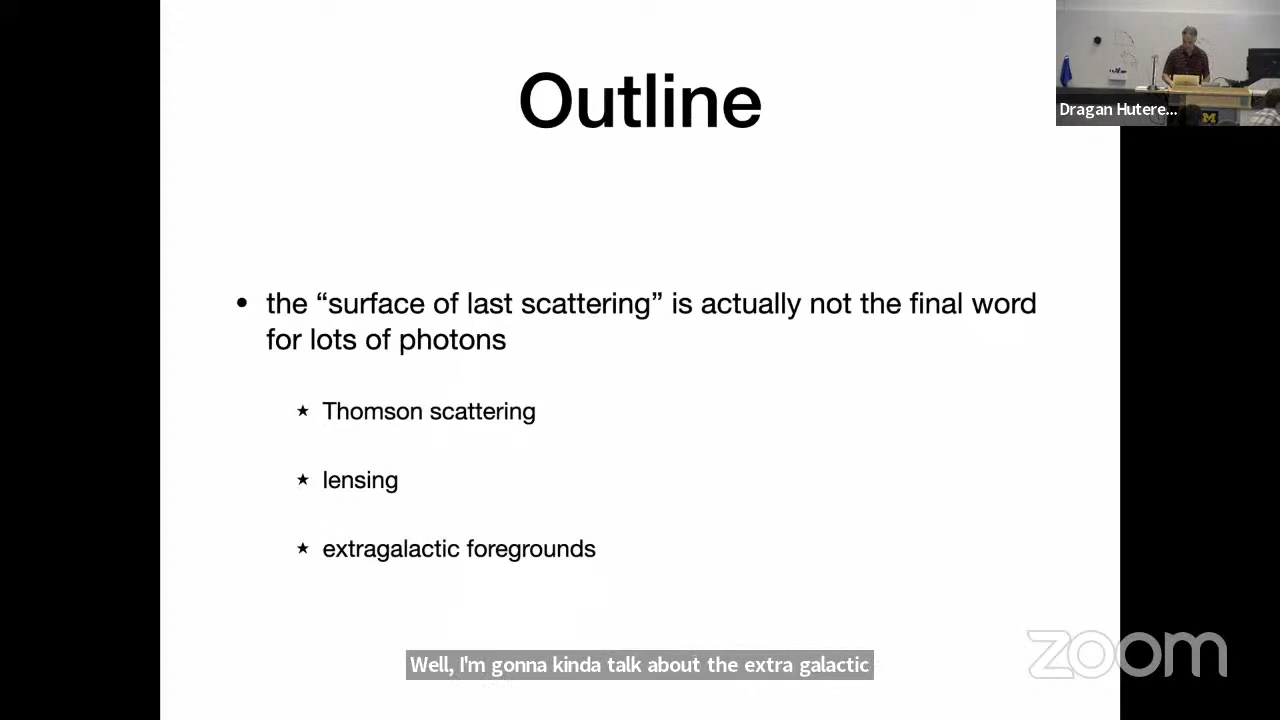 Outline
Dragan Hutere...
M
• the “surface of last scattering” is actually not the final word
for lots of photons
★ Thomson scattering
★ lensing
★ extragalactic foregrounds
Well, I'm gonna kinda talk about the extra galactic
zoom